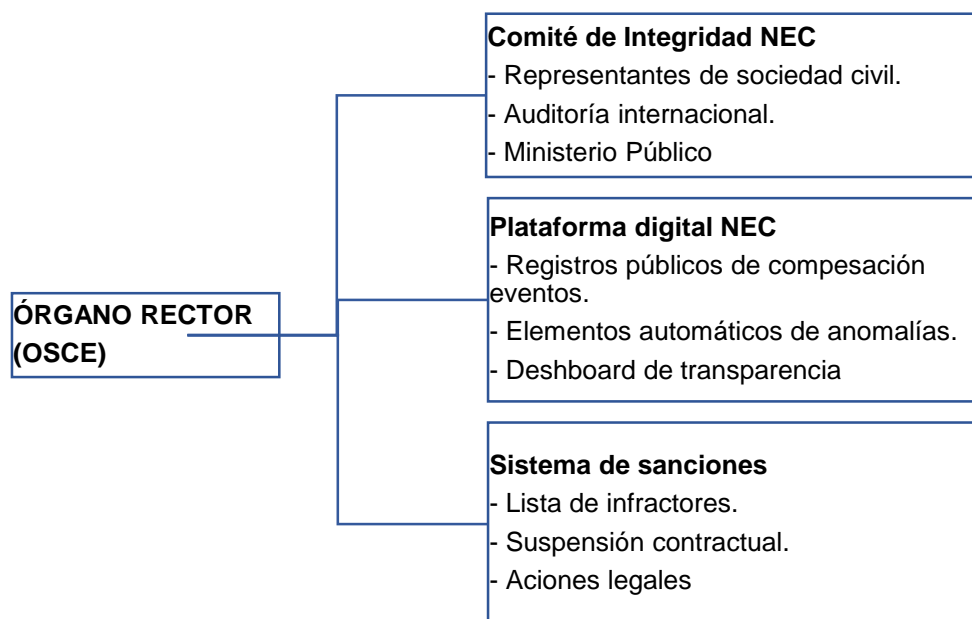 Comité de Integridad NEC
- Representantes de sociedad civil.
- Auditoría internacional.
- Ministerio Público
Plataforma digital NEC
- Registros públicos de compesación
eventos.
- Elementos automáticos de anomalías.
- Deshboard de transparencia
ÓRGANO RECTOR
(OSCE)
Sistema de sanciones
- Lista de infractores.
- Suspensión contractual.
- Aciones legales